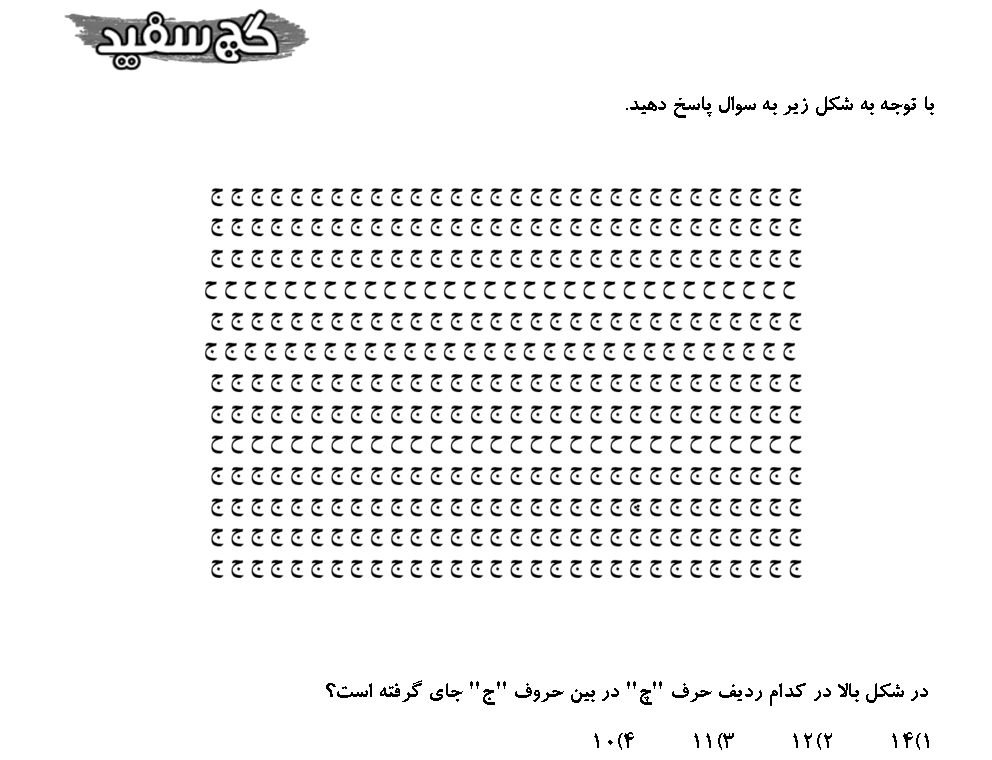 گچ سفید
با توجه به شکل زیر به سوال پاسخ دهید.
ج ج ج ج ج ج ج ج ج ج ج ج ج ج ج ج ج ج ج ج ج ج ج ج ج ج ج ج ج ج
ج ج ج ج ج ج ج ج ج ج ج ج ج ج ج ج ج ج ج ج ج ج ج ج ج ج ج ج ج ج
ج ج ج ج ج ج ج ج ج ج ج ج ج ج ج ج ج ج ج ج ج ج ج ج ج ج ج ج ج ج
ح ح ح ح ح ح ح ح ح ح ح ح ح ح ح ح ح ح ح ح ح ح ح ح ح ح ح ح ح ح
ج ج ج ج ج ج ج ج ج ج ج ج ج ج ج ج ج ج ج ج ج ج ج ج ج ج ج ج ج ج
ج ج ج ج ج ج ج ج ج ج ج ج ج ج ج ج ج ج ج ج ج ج ج ج ج ج ج ج ج ج
ج ج ج ج ج ج ج ج ج ج ج ج ج ج ج ج ج ج ج ج ج ج ج ج ج ج ج ج ج ج
ج ج ج ج ج ج ج ج ج ج ج ج ج ج ج ج ج ج ج ج ج ج ج ج ج ج ج ج ج ج
ح ح ح ح ح ح ح ح ح ح ح ح ح ح ح ح ح ح ح ح ح ح ح ح ح ح ح ح ح ح
ج ج ج ج ج ج ج ج ج ج ج ج ج ج ج ج ج ج ج ج ج ج ج ج ج ج ج ج ج ج
ج ج ج ج ج ج ج ج چ ج ج ج ج ج ج ج ج ج ج ج ج ج ج ج ج ج ج ج ج ج
ج ج ج ج ج ج ج ج ج ج ج ج ج ج ج ج ج ج ج ج ج ج ج ج ج ج ج ج ج ج
ج ج ج ج ج ج ج ج ج ج ج ج ج ج ج ج ج ج ج ج ج ج ج ج ج ج ج ج ج ج
در شکل بالا در کدام ردیف حرف "چ" در بین حروف "ج" جای گرفته است؟
۱)۱۴ ۲)۱۲ ۳)۱۱ ۴)۱۰